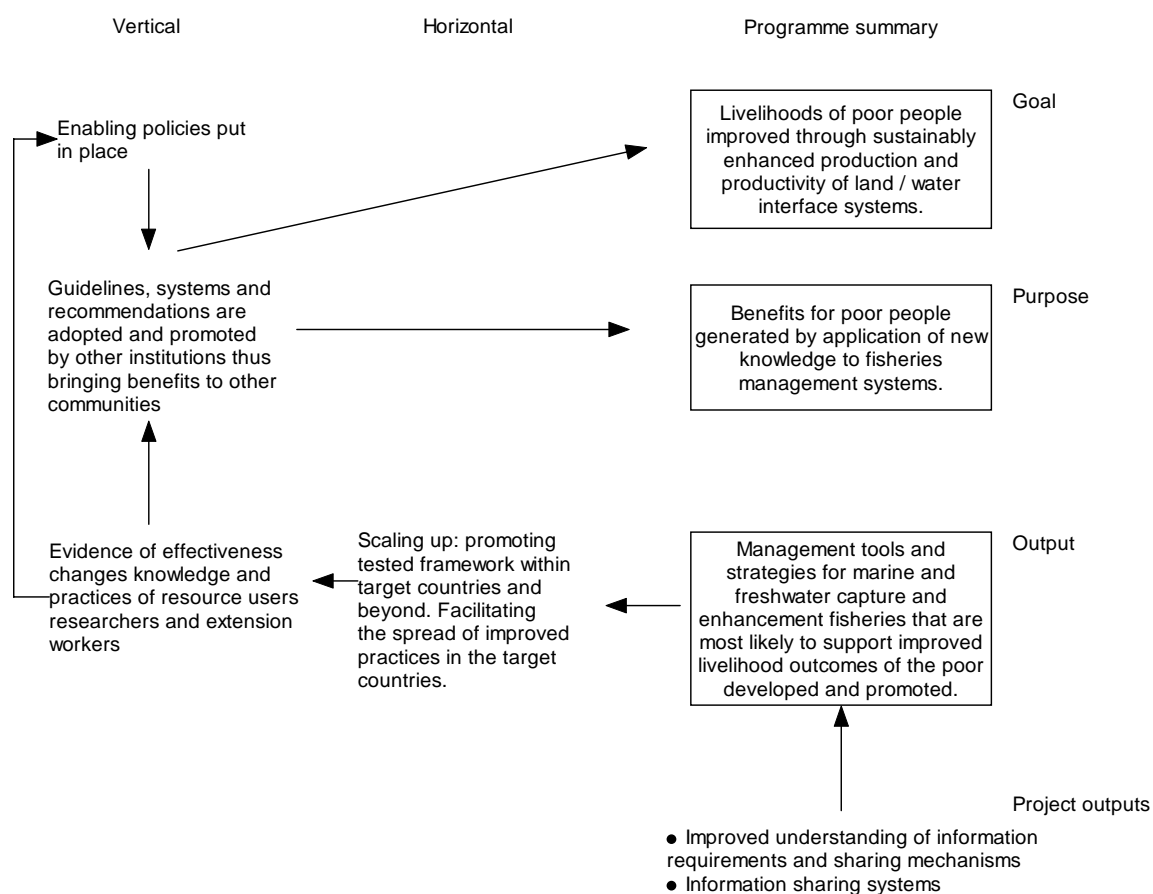 Vertical
Horizontal
Programme summary
Enabling policies put
in place
Livelihoods of poor people
improved through sustainably
enhanced production and
productivity of land / water
interface systems.
Goal
Guidelines, systems and
recommendations are
adopted and promoted
by other institutions thus
bringing benefits to other
communities
Benefits for poor people
generated by application of new
knowledge to fisheries
management systems.
Purpose
Evidence of effectiveness
changes knowledge and
practices of resource users
researchers and extension
workers
Scaling up: promoting
tested framework within
target countries and
beyond. Facilitating
the spread of improved
practices in the target
countries.
Management tools and
strategies for marine and
freshwater capture and
enhancement fisheries that are
most likely to support improved
livelihood outcomes of the poor
developed and promoted.
Output
Project outputs
● Improved understanding of information
requirements and sharing mechanisms
● Information sharing systems